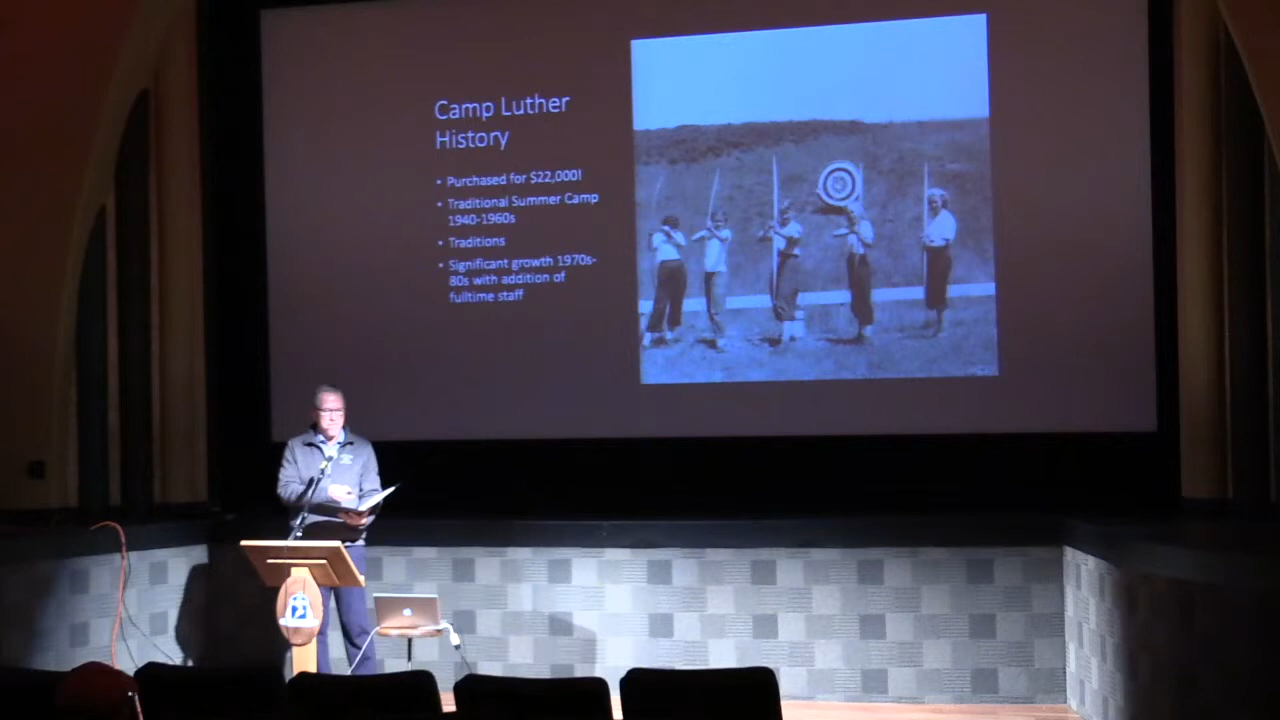 Camp Luther
History
• Purchased for $22,000!
• Traditional Summer Camp
1940-1960s
• Traditions
• Significant growth 1970s-
80s with addition of
fulltime staff